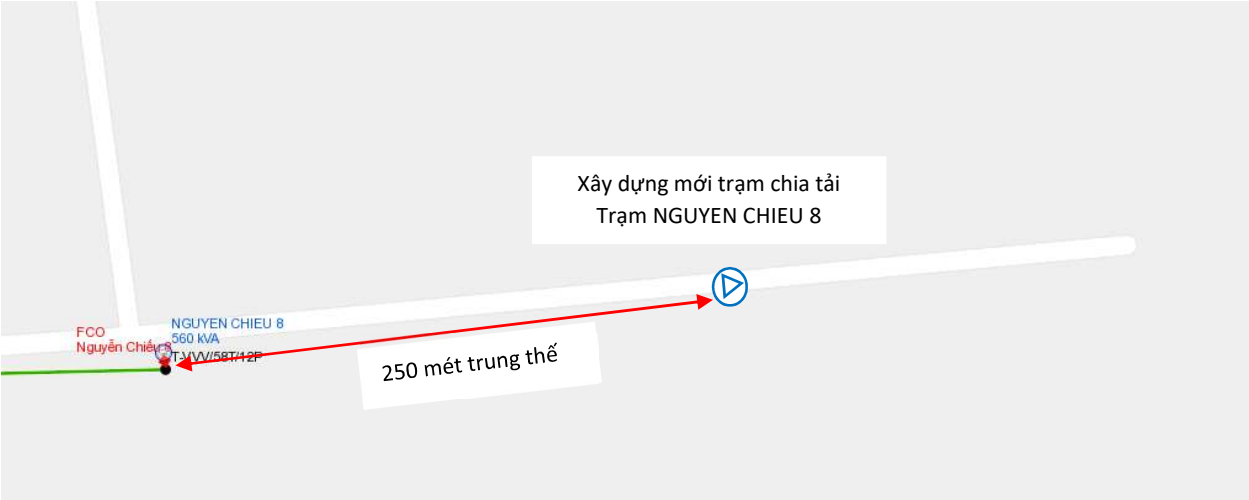 Xây dựng mới trạm chia tải
Trạm NGUYEN CHIEU 8
NGUYEN CHIEU 8
560 kVA
FCO
Nguyễn Chiếu 8
T-VVV/58T/12P
250 mét trung thế